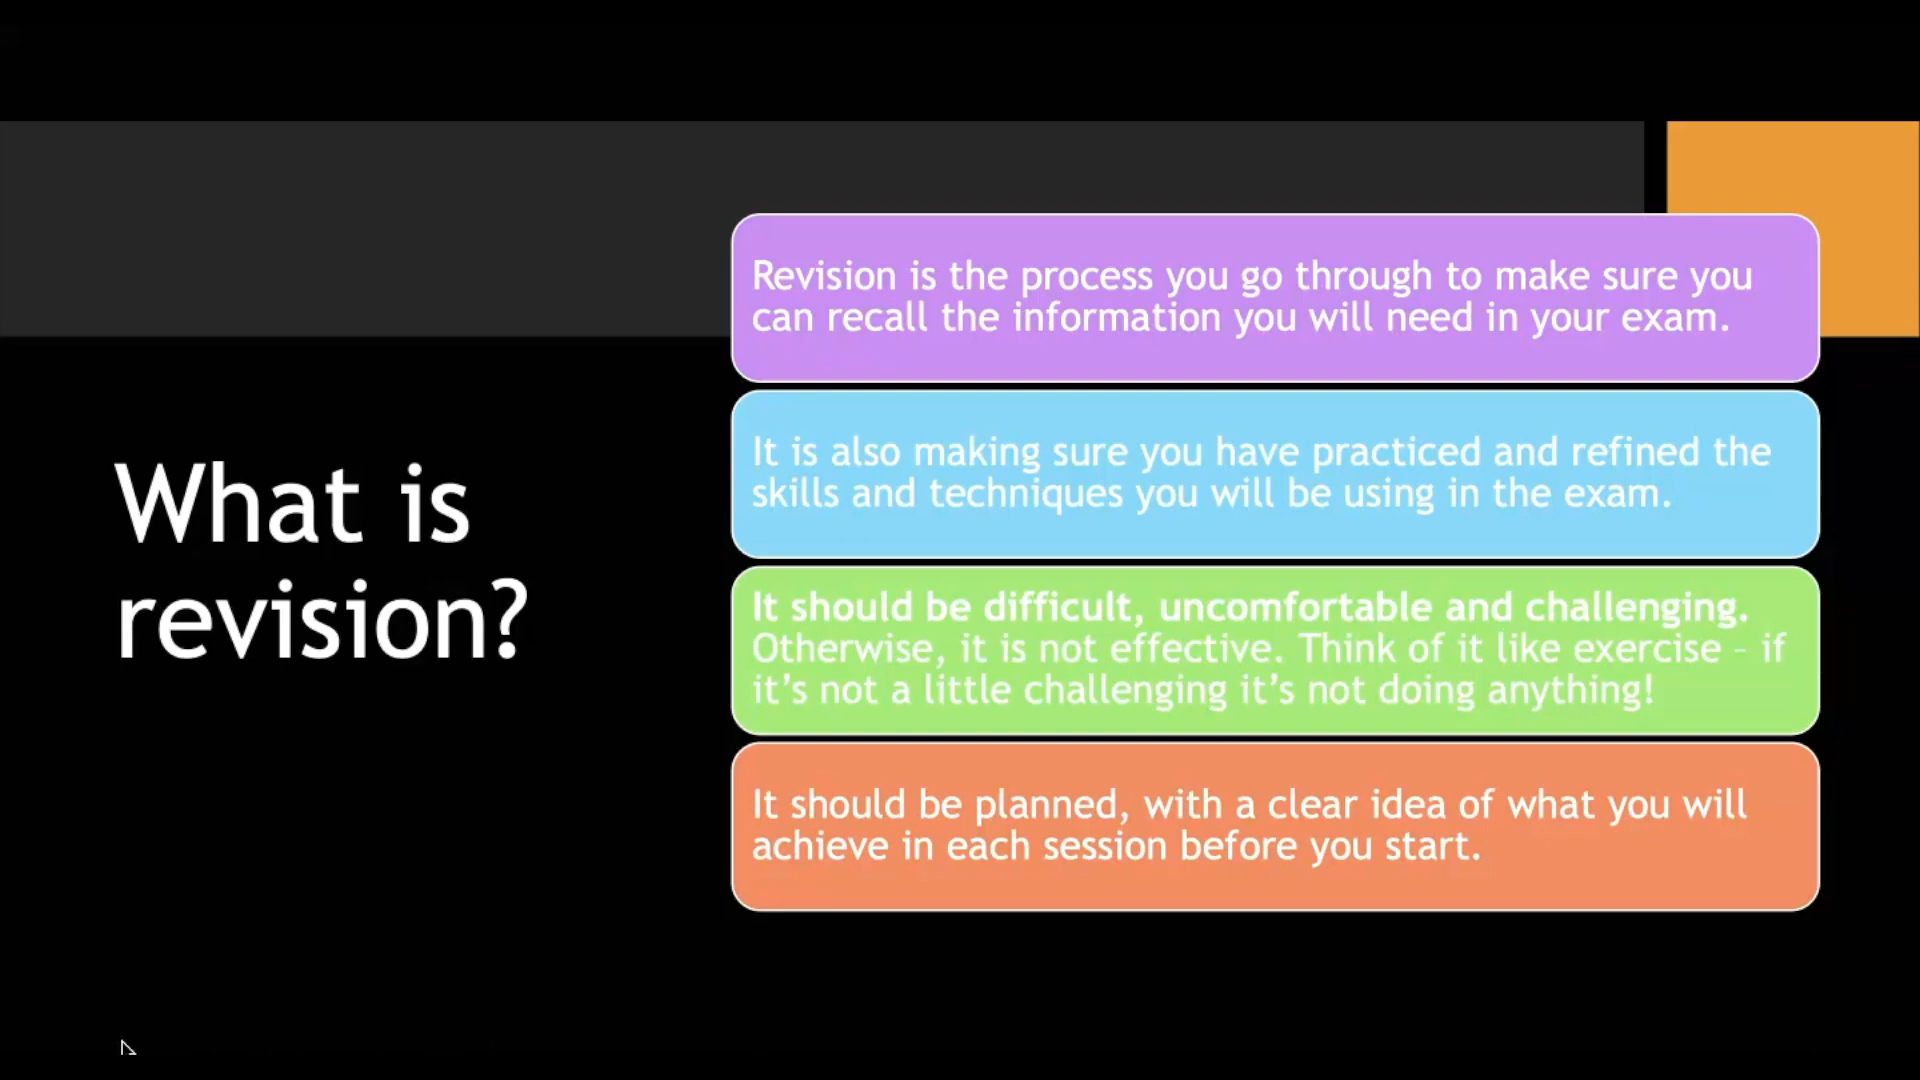 What is
revision?
Revision is the process you go through to make sure you
can recall the information you will need in your exam.
It is also making sure you have practiced and refined the
skills and techniques you will be using in the exam.
It should be difficult, uncomfortable and challenging.
Otherwise, it is not effective. Think of it like exercise – if
it’s not a little challenging it’s not doing anything!
It should be planned, with a clear idea of what you will
achieve in each session before you start.